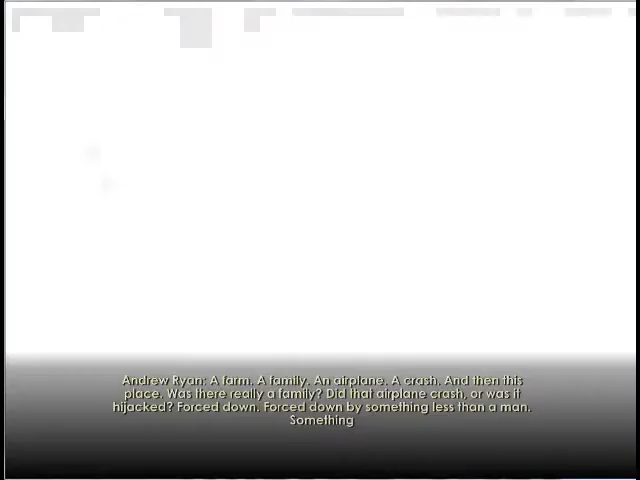 Andrew Ryan: A farm. A family. An airplane. A crash. And then this
place. Was there really a family? Did that airplane crash, or was it
hijacked? Forced down. Forced down by something less than a man.
Something